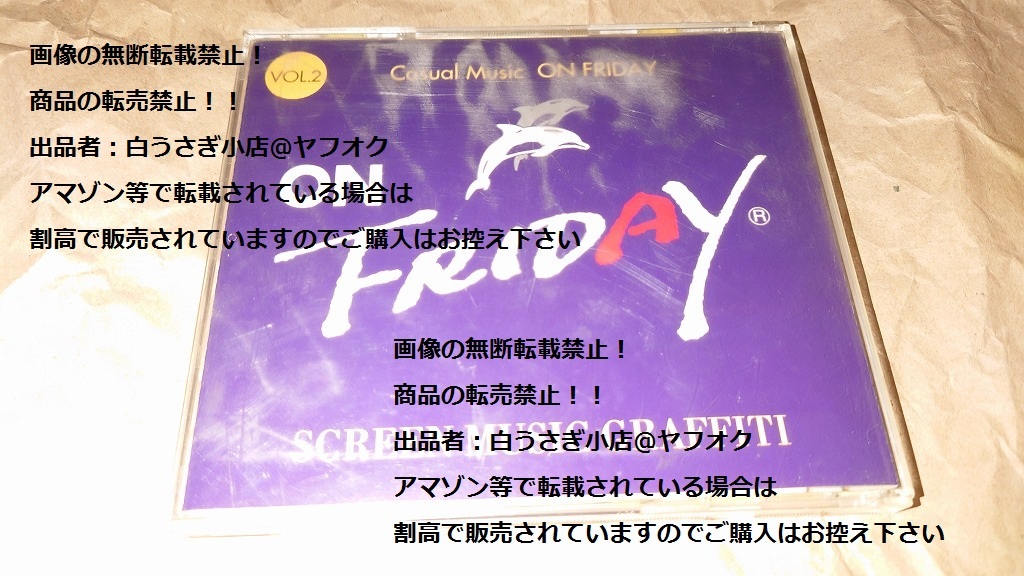 画像の無断転載禁止！
商品の転売禁止！！
出品者：白うさぎ小店@ヤフオク
アマゾン等で転載されている場合は
割高で販売されていますのでご購入はお控え下さい
VOL.2
Casual Music ON FRIDAY
ON
FRIDAY®
画像の無断転載禁止！
商品の転売禁止！！
SCREEN MUSIC GRAFFITI
出品者：白うさぎ小店@ヤフオク
アマゾン等で転載されている場合は
割高で販売されていますのでご購入はお控え下さい